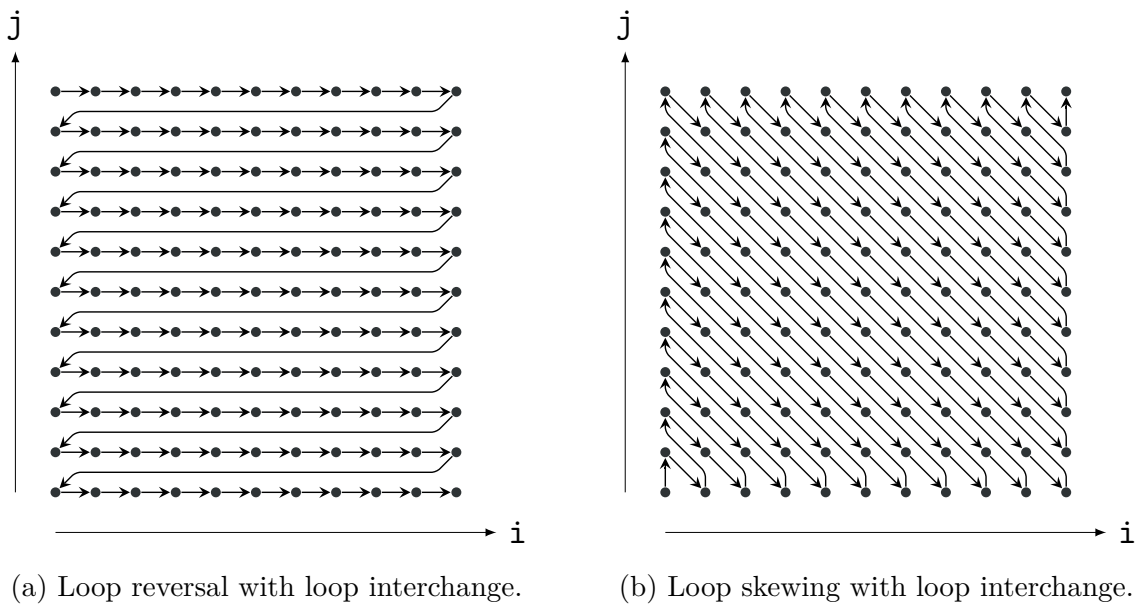 j
i
(a) Loop reversal with loop interchange.
j
i
(b) Loop skewing with loop interchange.